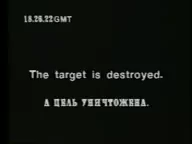 18.26.22GMT
The target is destroyed.
А ЦЕЛЬ УНИЧТОЖЕНА.